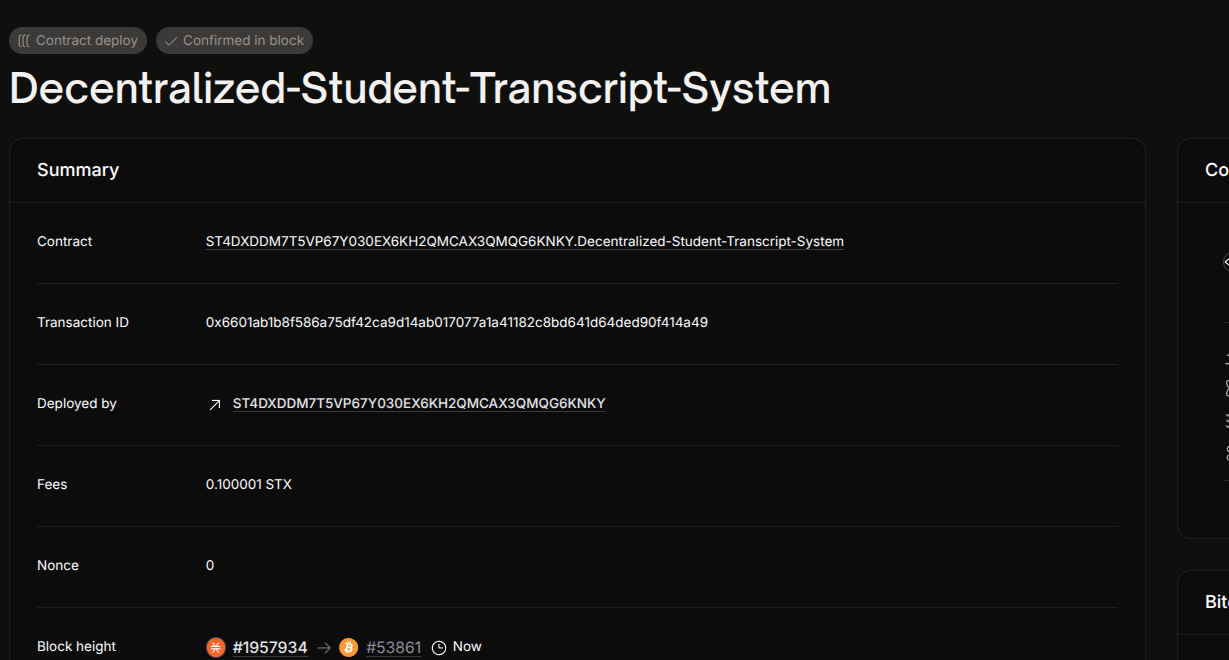 Contract deploy Confirmed in block
Decentralized-Student-Transcript-System
Summary
Co
Contract ST4DXDDM7T5VP67Y030EX6KH2QMCAX3QMQG6KNKY.Decentralized-Student-Transcript-System
Transaction ID 0x6601ab1b8f586a75df42ca9d14ab017077a1a41182c8bd641d64ded90f414a49
Deployed by ST4DXDDM7T5VP67Y030EX6KH2QMCAX3QMQG6KNKY
Fees 0.100001 STX
Nonce 0
Bit
Block height #1957934 → #53861 Now